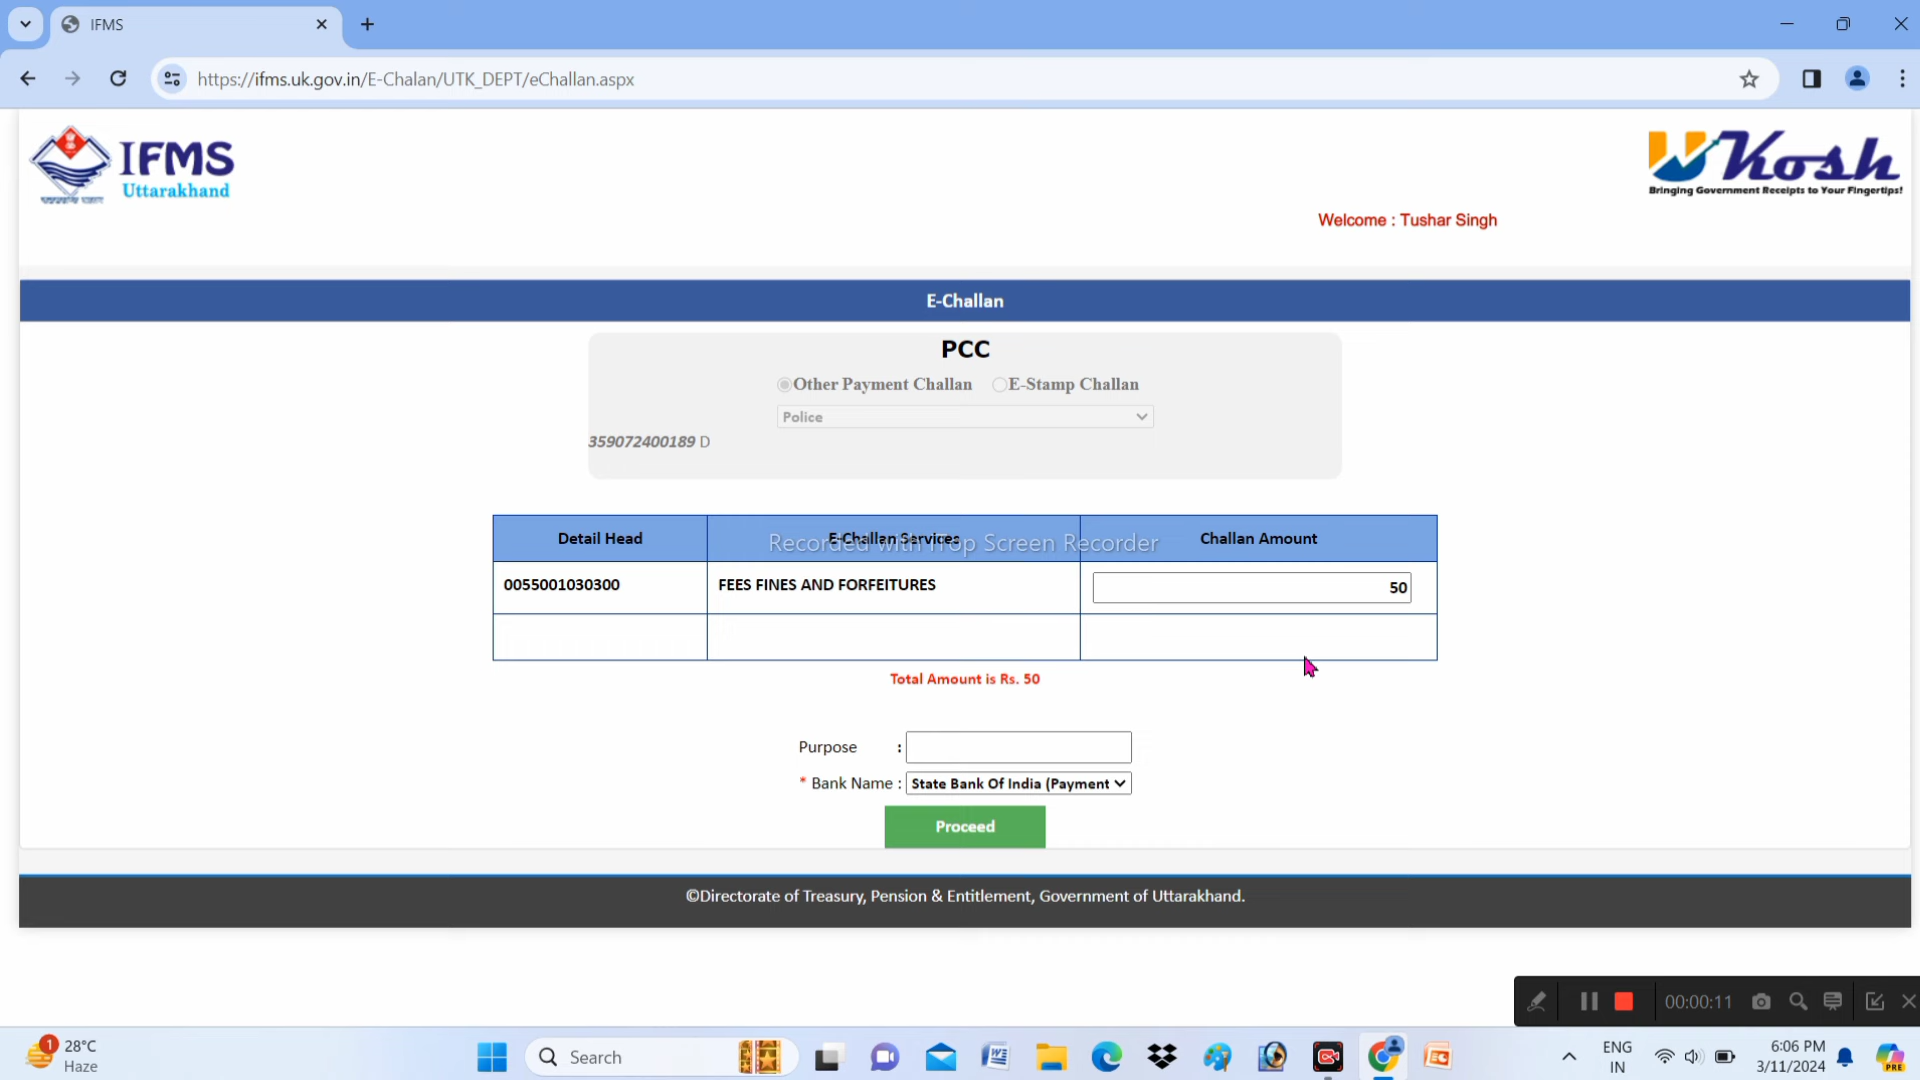 IFMS
https://ifms.uk.gov.in/E-Chalan/UTK_DEPT/eChallan.aspx
IFMS
Uttarakhand
UKosh
Bringing Government Receipts to Your Fingertips!
Welcome : Tushar Singh
E-Challan
PCC
Other Payment Challan E-Stamp Challan
Police
359072400189 D
Detail Head E-Challan Services Challan Amount
Recorded with iTop Screen Recorder
0055001030300 FEES FINES AND FORFEITURES 50
Total Amount is Rs. 50
Purpose :
* Bank Name : State Bank Of India (Payment
Proceed
©Directorate of Treasury, Pension & Entitlement, Government of Uttarakhand.
00:00:11
1
28°C
Haze
Search
ENG
IN
6:06 PM
3/11/2024
PRE